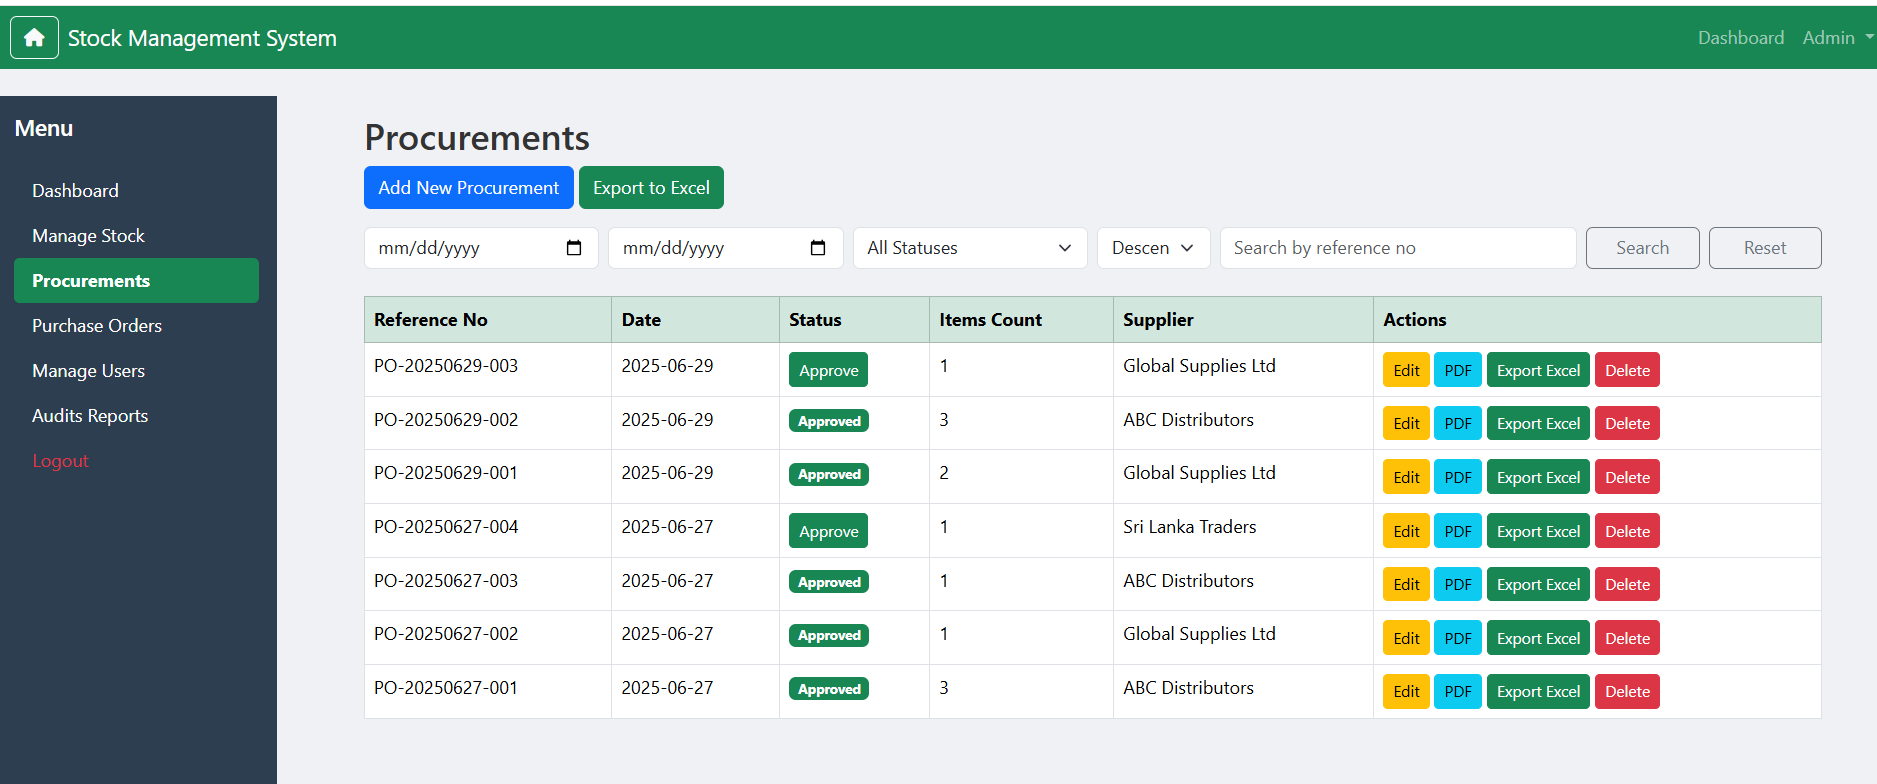 Stock Management System Dashboard Admin
Menu
Dashboard
Manage Stock
Procurements
Purchase Orders
Manage Users
Audits Reports
Logout
Procurements
Add New Procurement Export to Excel
mm/dd/yyyy mm/dd/yyyy All Statuses Descen Search by reference no Search Reset
Reference No Date Status Items Count Supplier Actions
PO-20250629-003 2025-06-29 Approve 1 Global Supplies Ltd Edit PDF Export Excel Delete
PO-20250629-002 2025-06-29 Approved 3 ABC Distributors Edit PDF Export Excel Delete
PO-20250629-001 2025-06-29 Approved 2 Global Supplies Ltd Edit PDF Export Excel Delete
PO-20250627-004 2025-06-27 Approve 1 Sri Lanka Traders Edit PDF Export Excel Delete
PO-20250627-003 2025-06-27 Approved 1 ABC Distributors Edit PDF Export Excel Delete
PO-20250627-002 2025-06-27 Approved 1 Global Supplies Ltd Edit PDF Export Excel Delete
PO-20250627-001 2025-06-27 Approved 3 ABC Distributors Edit PDF Export Excel Delete